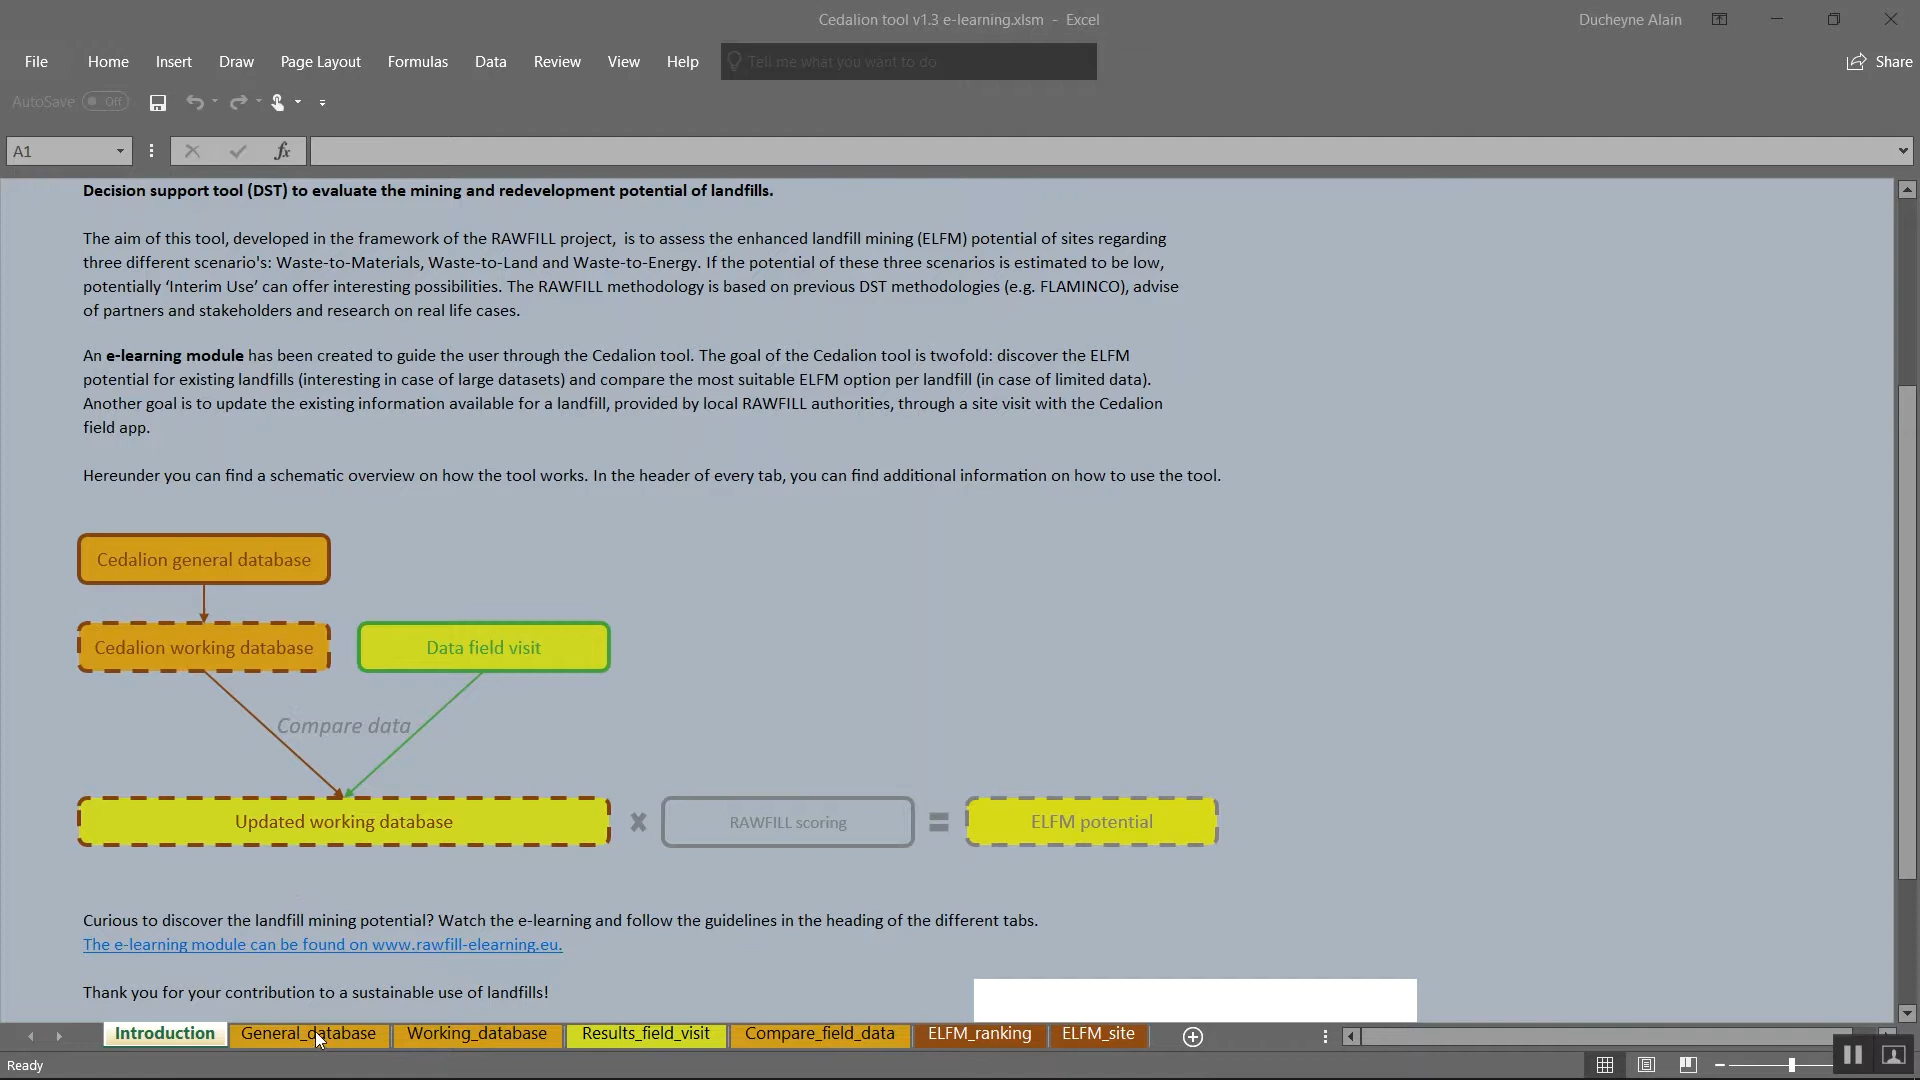 Cedalion tool v1.3 e-learning.xlsm - Excel
Ducheyne Alain
File Home Insert Draw Page Layout Formulas Data Review View Help Tell me what you want to do Share
AutoSave Off
A1 fx
Decision support tool (DST) to evaluate the mining and redevelopment potential of landfills.
The aim of this tool, developed in the framework of the RAWFILL project, is to assess the enhanced landfill mining (ELFM) potential of sites regarding
three different scenario's: Waste-to-Materials, Waste-to-Land and Waste-to-Energy. If the potential of these three scenarios is estimated to be low,
potentially ‘Interim Use’ can offer interesting possibilities. The RAWFILL methodology is based on previous DST methodologies (e.g. FLAMINCO), advise
of partners and stakeholders and research on real life cases.
An e-learning module has been created to guide the user through the Cedalion tool. The goal of the Cedalion tool is twofold: discover the ELFM
potential for existing landfills (interesting in case of large datasets) and compare the most suitable ELFM option per landfill (in case of limited data).
Another goal is to update the existing information available for a landfill, provided by local RAWFILL authorities, through a site visit with the Cedalion
field app.
Hereunder you can find a schematic overview on how the tool works. In the header of every tab, you can find additional information on how to use the tool.
Cedalion general database
Cedalion working database
Data field visit
Compare data
Updated working database
RAWFILL scoring
ELFM potential
Curious to discover the landfill mining potential? Watch the e-learning and follow the guidelines in the heading of the different tabs.
The e-learning module can be found on www.rawfill-elearning.eu.
Thank you for your contribution to a sustainable use of landfills!
Introduction General_database Working_database Results_field_visit Compare_field_data ELFM_ranking ELFM_site
Ready